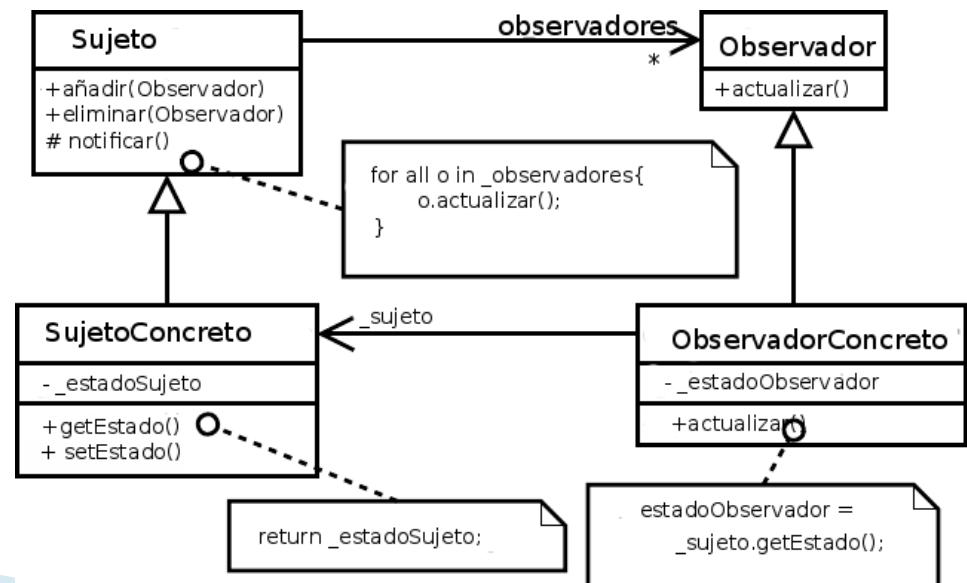 Sujeto
+añadir(Observador)
+eliminar(Observador)
# notificar()
observadores
*
Observador
+actualizar()
for all o in _observadores{
o.actualizar();
}
SujetoConcreto
- _estadoSujeto
+getEstado()
+ setEstado()
_sujeto
ObservadorConcreto
- _estadoObservador
+actualizar()
return _estadoSujeto;
estadoObservador =
_sujeto.getEstado();